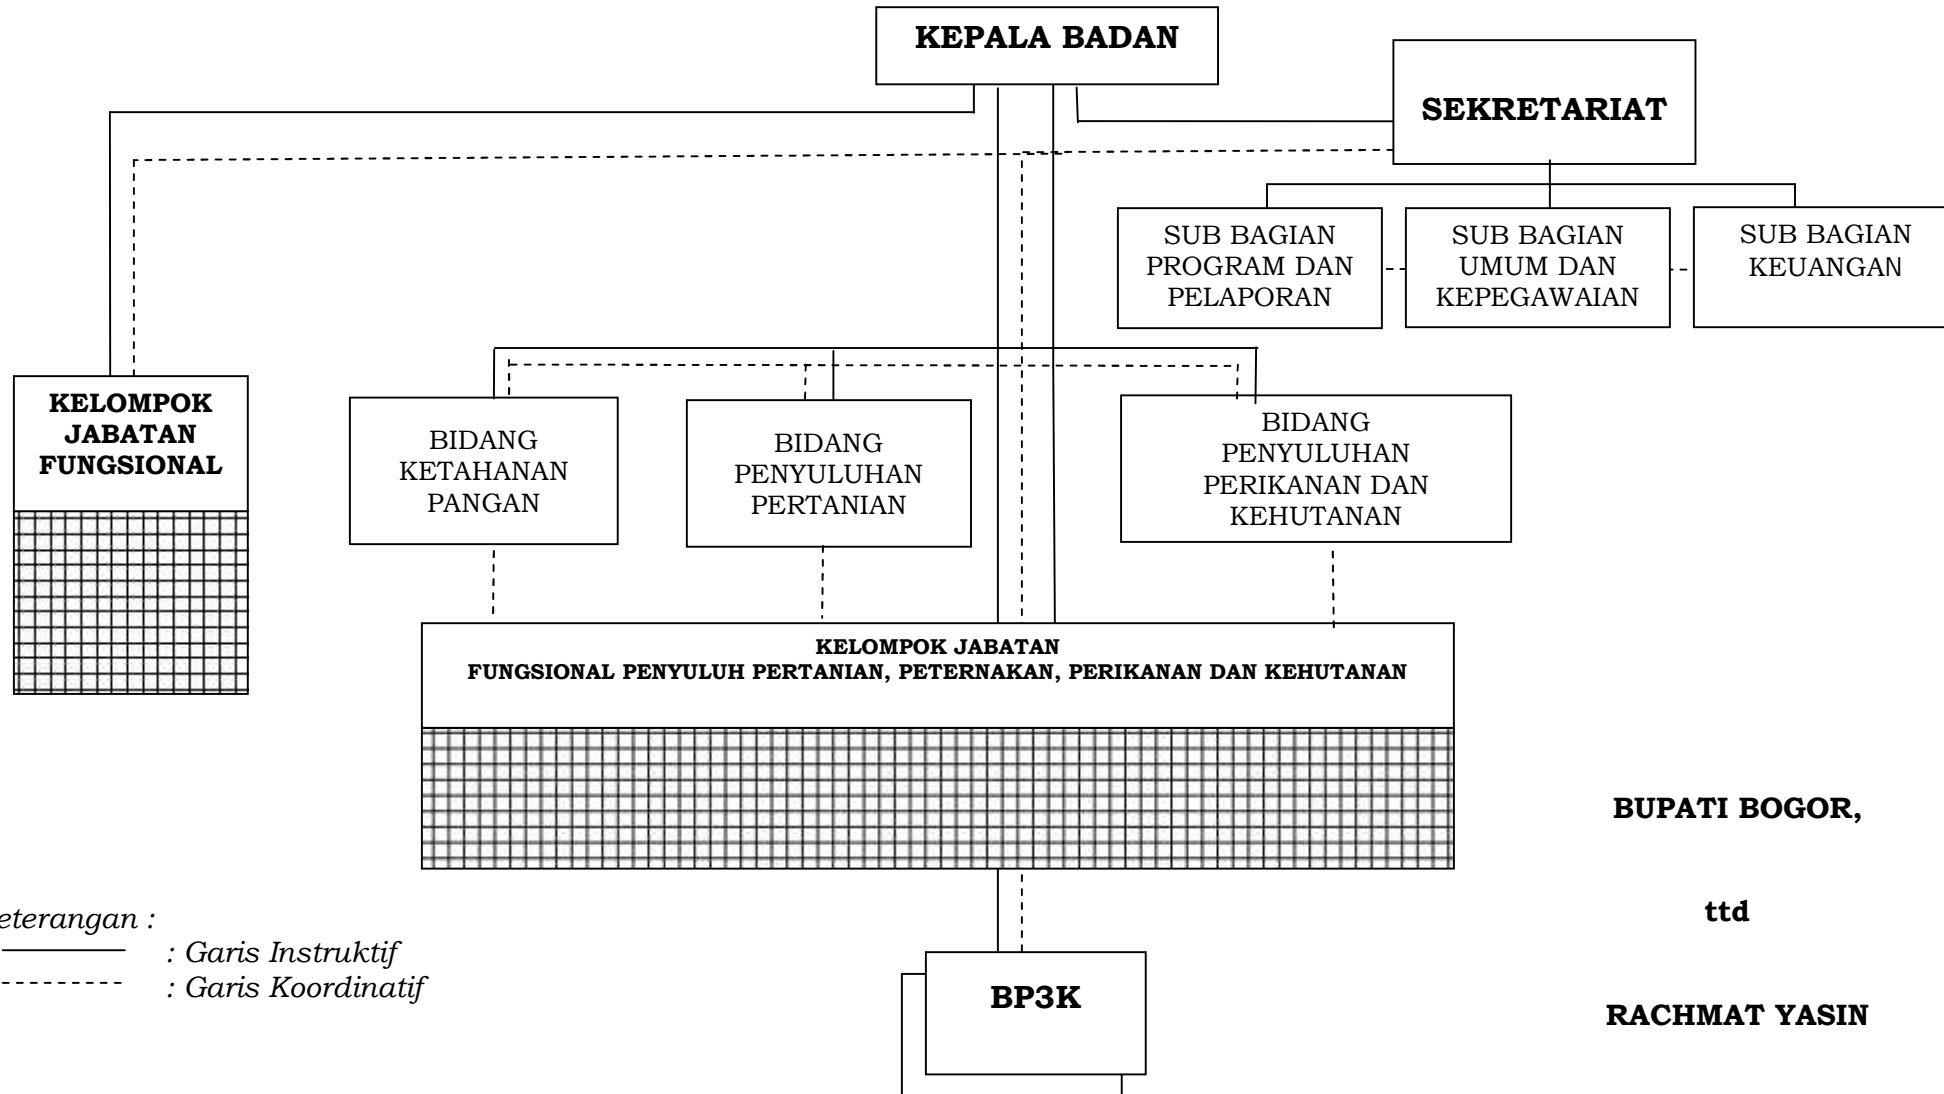 KEPALA BADAN
SEKRETARIAT
SUB BAGIAN
PROGRAM DAN
PELAPORAN
SUB BAGIAN
UMUM DAN
KEPEGAWAIAN
SUB BAGIAN
KEUANGAN
KELOMPOK
JABATAN
FUNGSIONAL
BIDANG
KETAHANAN
PANGAN
BIDANG
PENYULUHAN
PERTANIAN
BIDANG
PENYULUHAN
PERIKANAN DAN
KEHUTANAN
KELOMPOK JABATAN
FUNGSIONAL PENYULUH PERTANIAN, PETERNAKAN, PERIKANAN DAN KEHUTANAN
BUPATI BOGOR,
ttd
RACHMAT YASIN
eterangan :
: Garis Instruktif
: Garis Koordinatif
BP3K